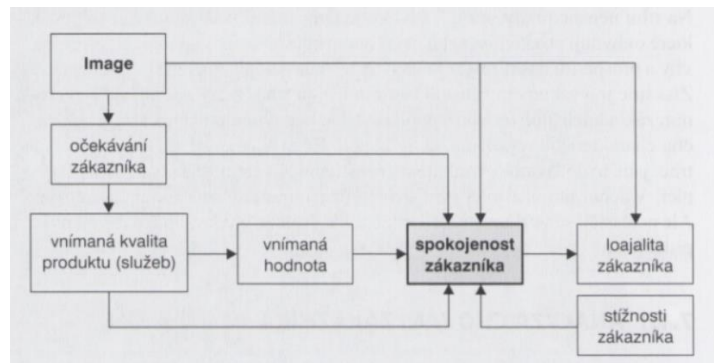 Image
očekávání
zákazníka
vnímaná kvalita
produktu (služeb)
vnímaná
hodnota
spokojenost
zákazníka
loajalita
zákazníka
stížnosti
zákazníka